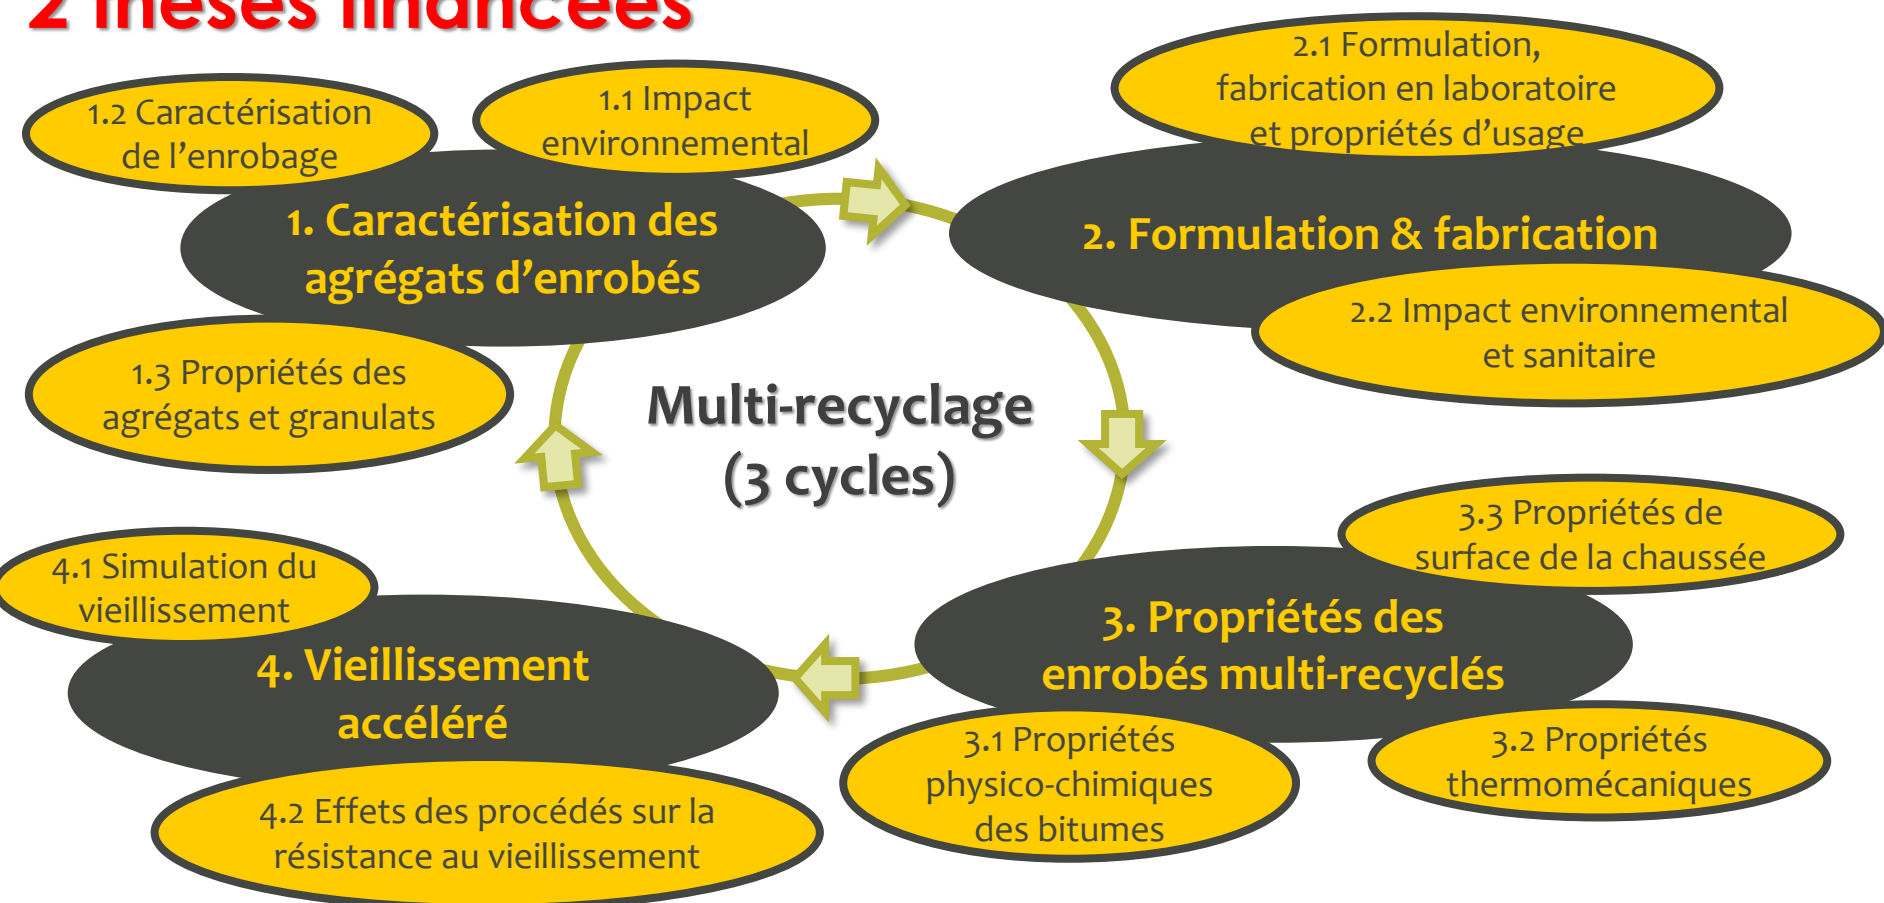 2 thèses financées
1.2 Caractérisation
de l'enrobage
1.1 Impact
environnemental
1. Caractérisation des
agrégats d'enrobés
1.3 Propriétés des
agrégats et granulats
2.1 Formulation,
fabrication en laboratoire
et propriétés d'usage
2. Formulation & fabrication
2.2 Impact environnemental
et sanitaire
Multi-recyclage
(3 cycles)
3.3 Propriétés de
surface de la chaussée
3. Propriétés des
enrobés multi-recyclés
3.1 Propriétés
physico-chimiques
des bitumes
3.2 Propriétés
thermomécaniques
4.1 Simulation du
vieillissement
4. Vieillissement
accéléré
4.2 Effets des procédés sur la
résistance au vieillissement